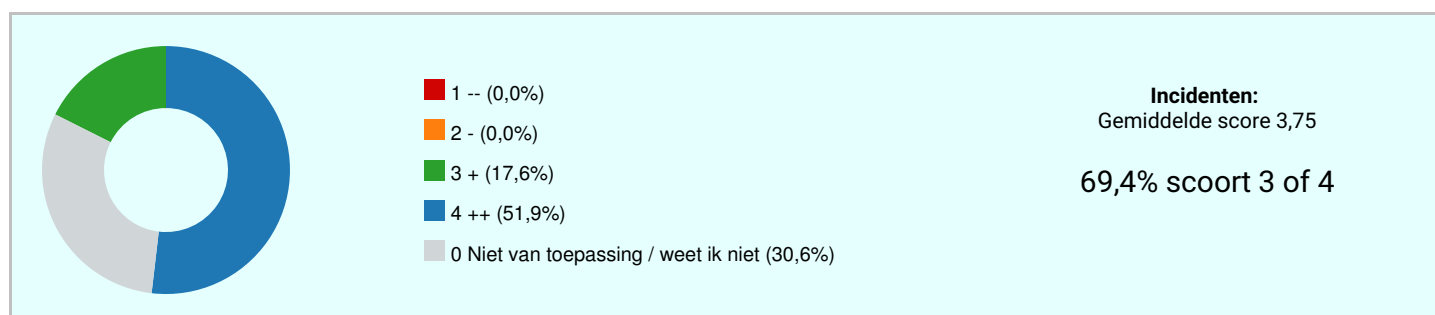 1 -- (0,0%)
2 - (0,0%)
3 + (17,6%)
4 ++ (51,9%)
0 Niet van toepassing / weet ik niet (30,6%)
Incidenten:
Gemiddelde score 3,75
69,4% scoort 3 of 4